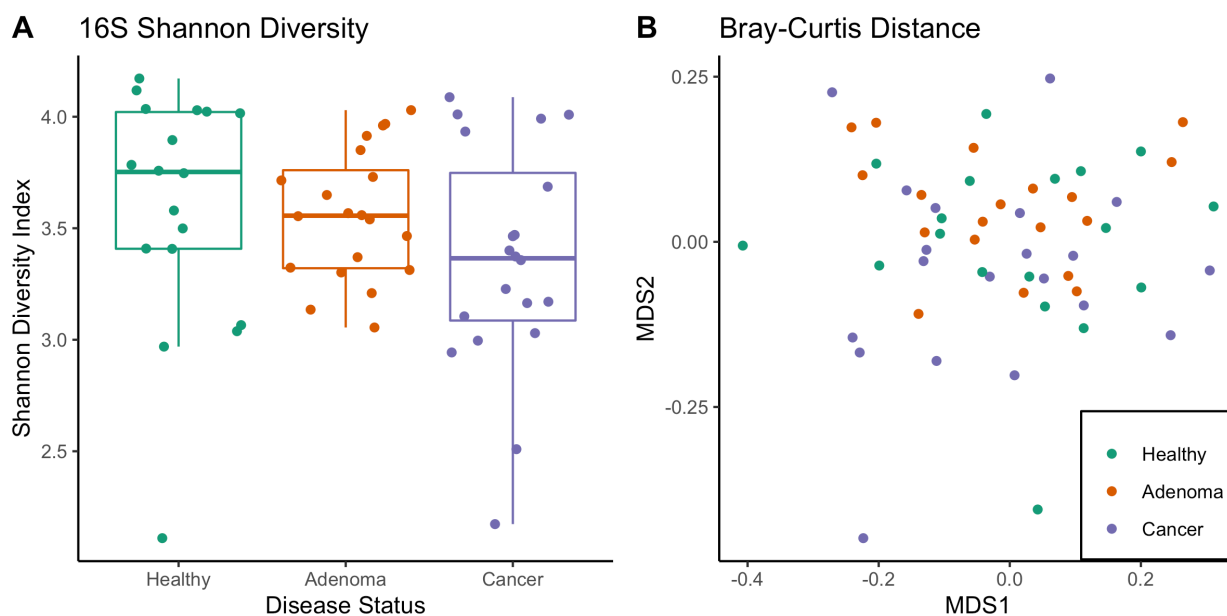 A 16S Shannon Diversity
Shannon Diversity Index
4.0
3.5
3.0
2.5
Healthy Adenoma Cancer
Disease Status
B Bray-Curtis Distance
MDS2
0.25
0.00
-0.25
-0.4 -0.2 0.0 0.2
MDS1
Healthy
Adenoma
Cancer